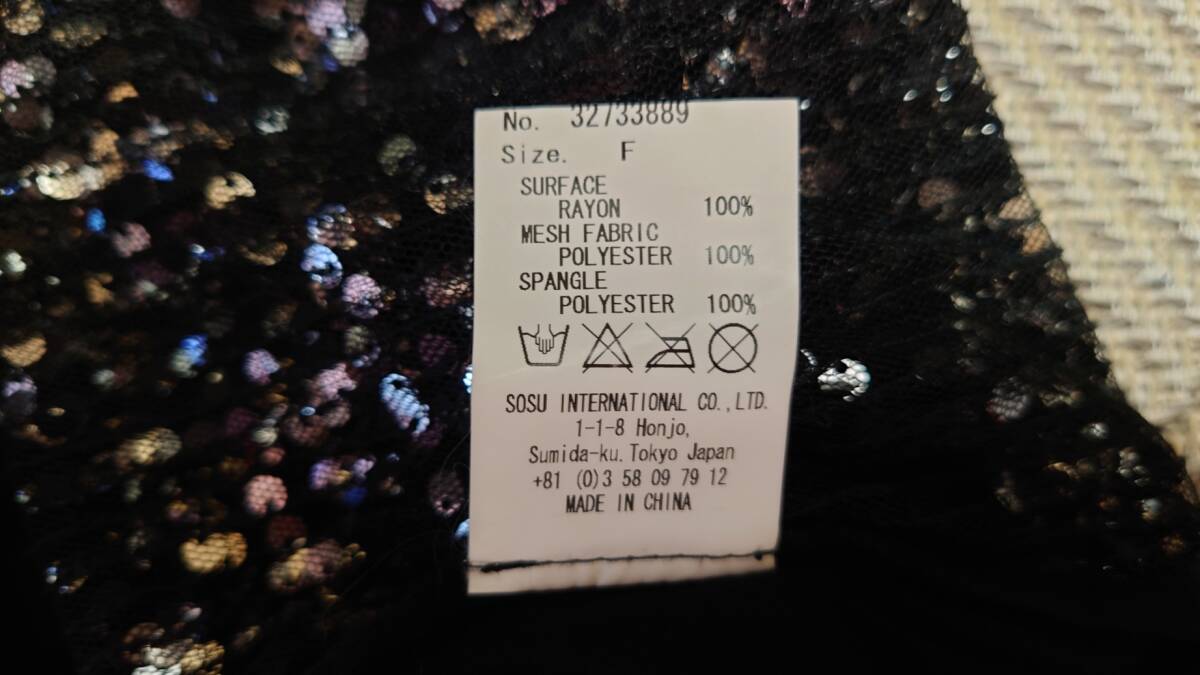 No. 32733889
Size. F
SURFACE
RAYON 100%
MESH FABRIC
POLYESTER 100%
SPANGLE
POLYESTER 100%
SOSU INTERNATIONAL CO.,LTD.
1-1-8 Honjo,
Sumida-ku. Tokyo Japan
+81 (0)3 58 09 79 12
MADE IN CHINA